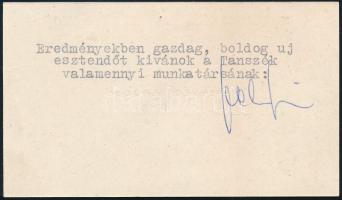 Eredményekben gazdag, boldog uj
esztendőt kivánok a Tanszék
valamennyi munkatársának: